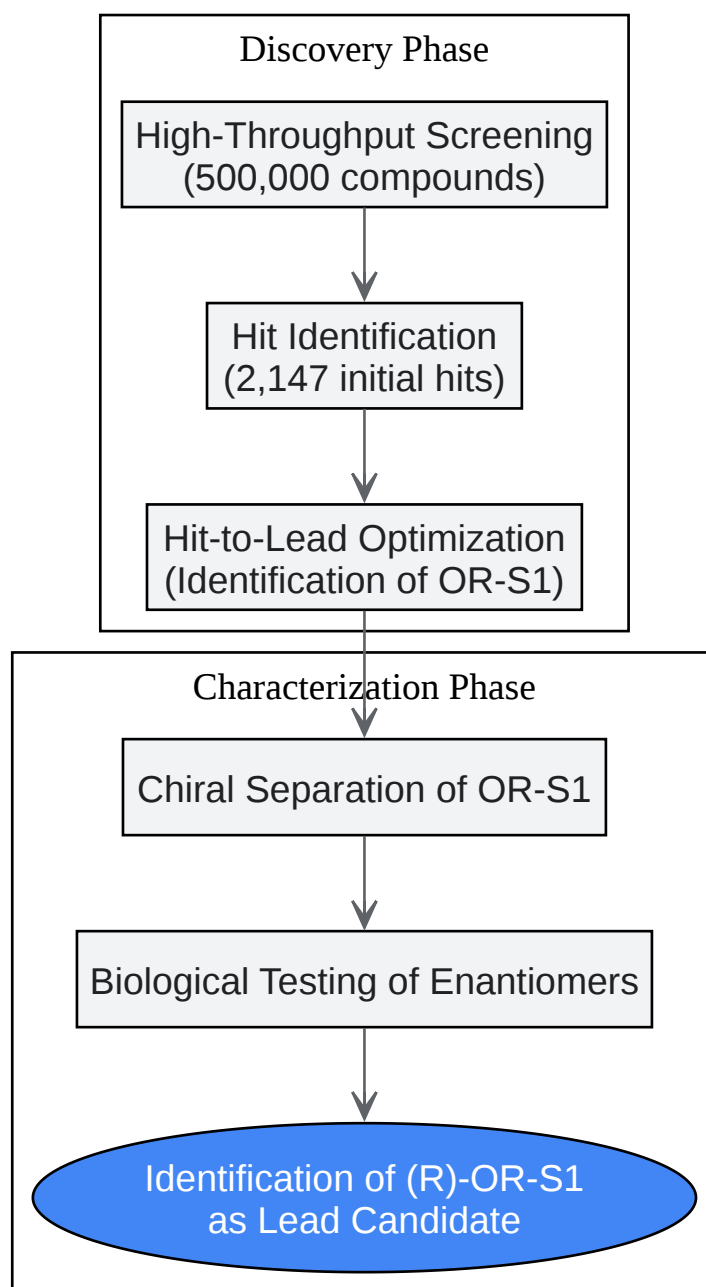 Discovery Phase
High-Throughput Screening
(500,000 compounds)
Hit Identification
(2,147 initial hits)
Hit-to-Lead Optimization
(Identification of OR-S1)
Characterization Phase
Chiral Separation of OR-S1
Biological Testing of Enantiomers
Identification of (R)-OR-S1
as Lead Candidate